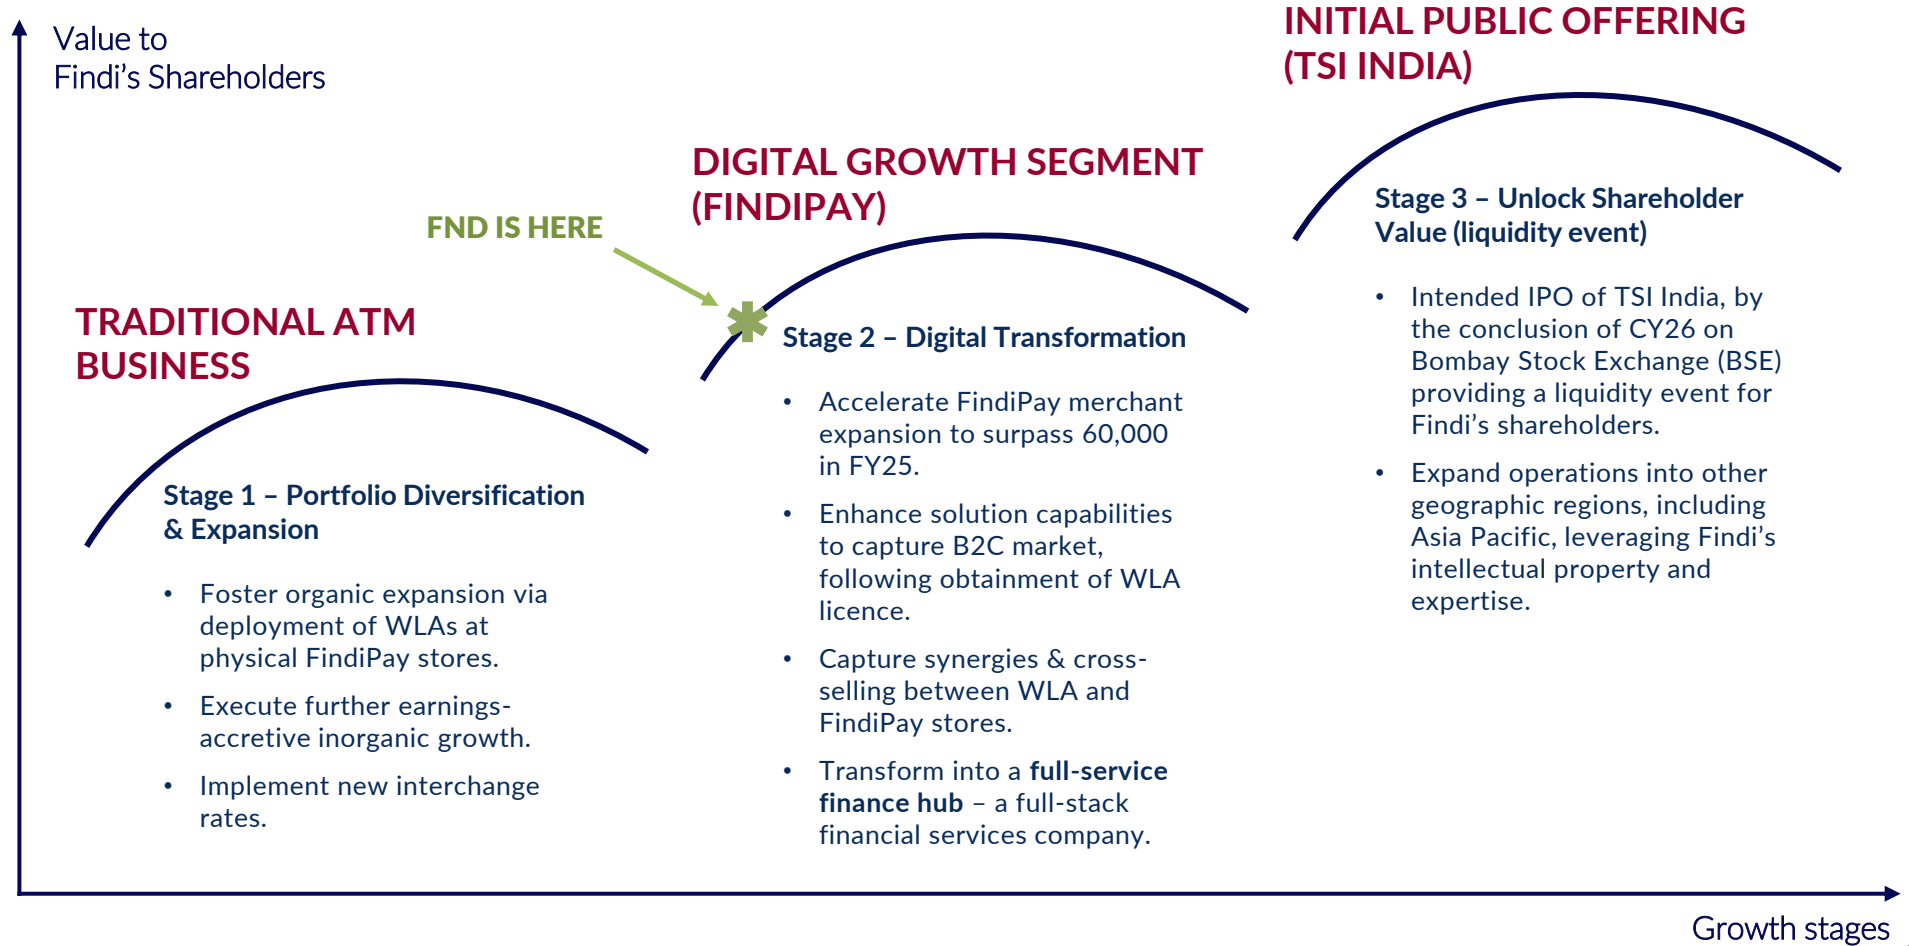 Value to
Findi’s Shareholders
TRADITIONAL ATM
BUSINESS
Stage 1 – Portfolio Diversification
& Expansion
• Foster organic expansion via
deployment of WLAs at
physical FindiPay stores.
• Execute further earnings-
accretive inorganic growth.
• Implement new interchange
rates.
FND IS HERE
DIGITAL GROWTH SEGMENT
(FINDIPAY)
Stage 2 – Digital Transformation
• Accelerate FindiPay merchant
expansion to surpass 60,000
in FY25.
• Enhance solution capabilities
to capture B2C market,
following obtainment of WLA
licence.
• Capture synergies & cross-
selling between WLA and
FindiPay stores.
• Transform into a full-service
finance hub – a full-stack
financial services company.
INITIAL PUBLIC OFFERING
(TSI INDIA)
Stage 3 – Unlock Shareholder
Value (liquidity event)
• Intended IPO of TSI India, by
the conclusion of CY26 on
Bombay Stock Exchange (BSE)
providing a liquidity event for
Findi’s shareholders.
• Expand operations into other
geographic regions, including
Asia Pacific, leveraging Findi’s
intellectual property and
expertise.
Growth stages